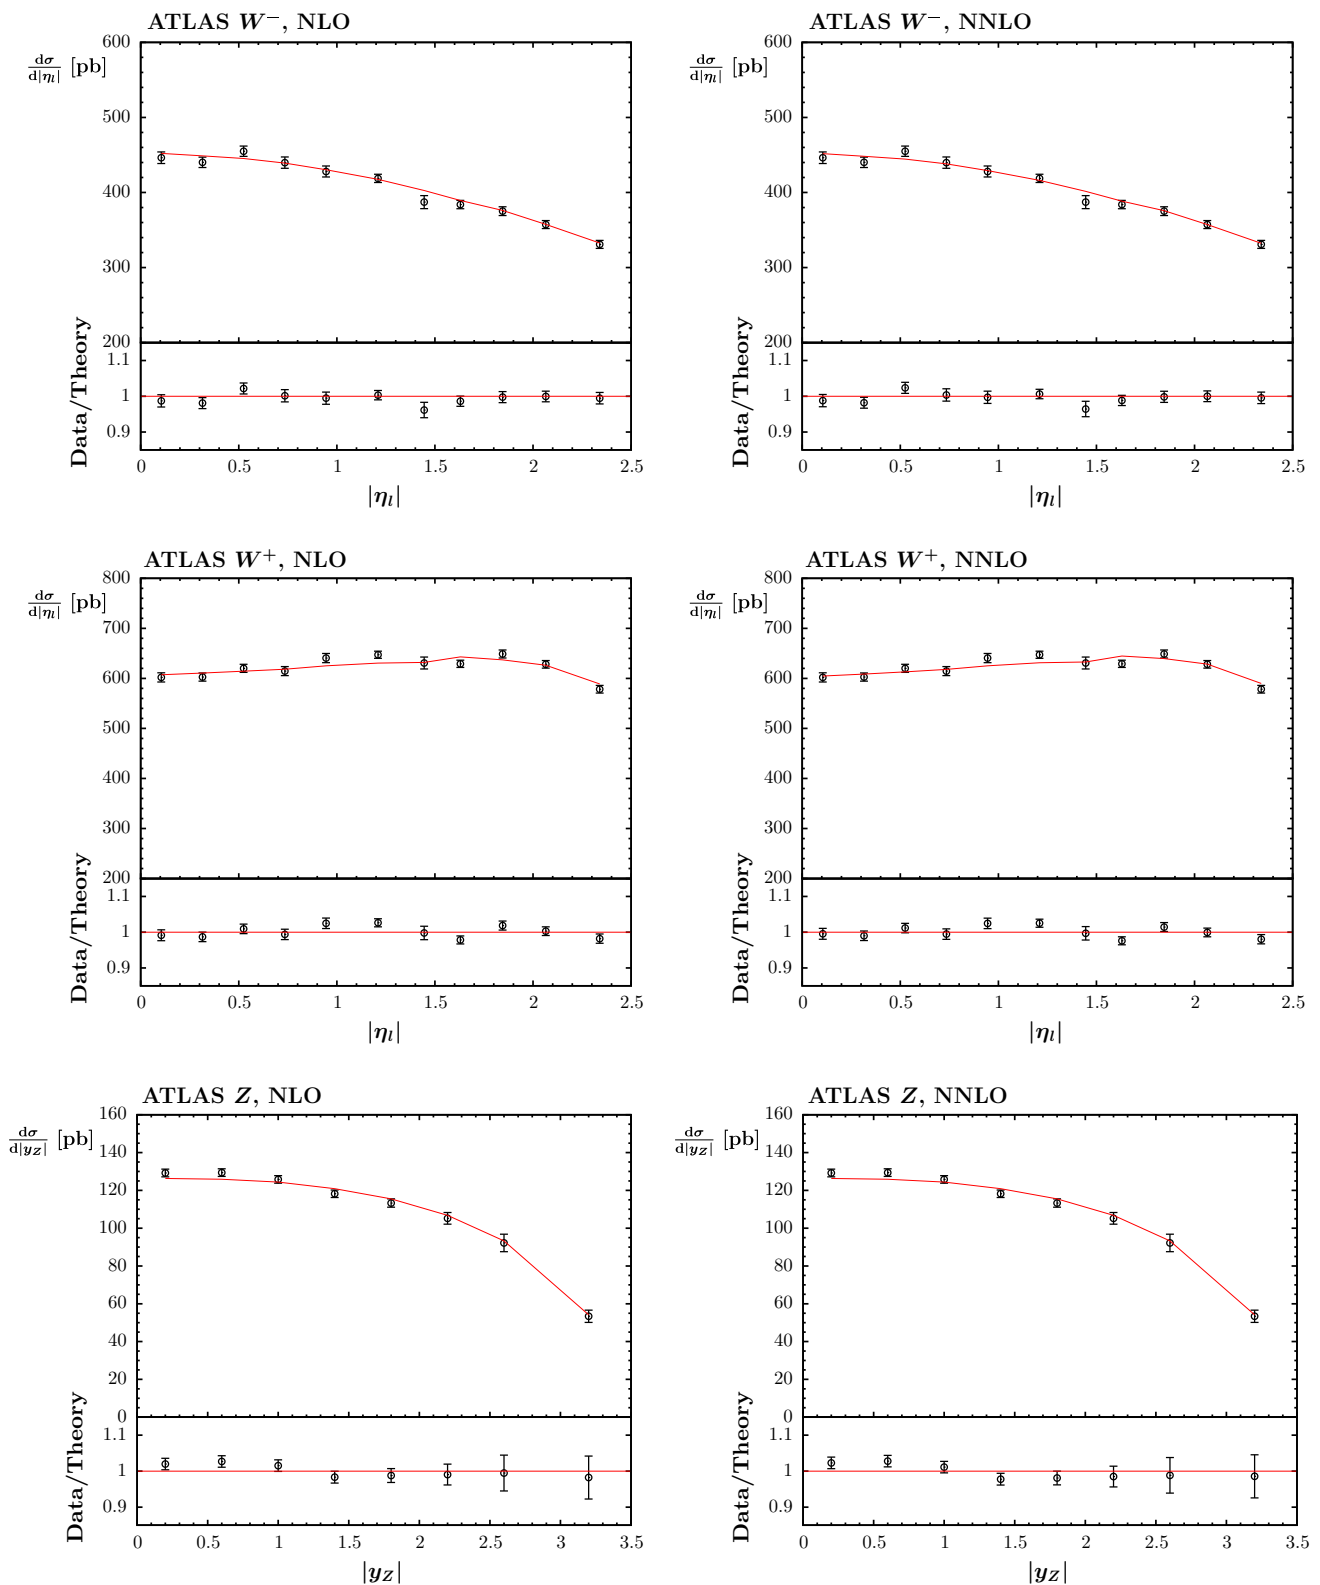 ATLAS W−, NLO
dσ/d|ηl| [pb]
600
500
400
300
200
Data/Theory
1.1
1
0.9
0 0.5 1 1.5 2 2.5
|ηl|
ATLAS W−, NNLO
dσ/d|ηl| [pb]
600
500
400
300
200
Data/Theory
1.1
1
0.9
0 0.5 1 1.5 2 2.5
|ηl|
ATLAS W+, NLO
dσ/d|ηl| [pb]
800
700
600
500
400
300
200
Data/Theory
1.1
1
0.9
0 0.5 1 1.5 2 2.5
|ηl|
ATLAS W+, NNLO
dσ/d|ηl| [pb]
800
700
600
500
400
300
200
Data/Theory
1.1
1
0.9
0 0.5 1 1.5 2 2.5
|ηl|
ATLAS Z, NLO
dσ/d|yZ| [pb]
160
140
120
100
80
60
40
20
0
Data/Theory
1.1
1
0.9
0 0.5 1 1.5 2 2.5 3 3.5
|yZ|
ATLAS Z, NNLO
dσ/d|yZ| [pb]
160
140
120
100
80
60
40
20
0
Data/Theory
1.1
1
0.9
0 0.5 1 1.5 2 2.5 3 3.5
|yZ|